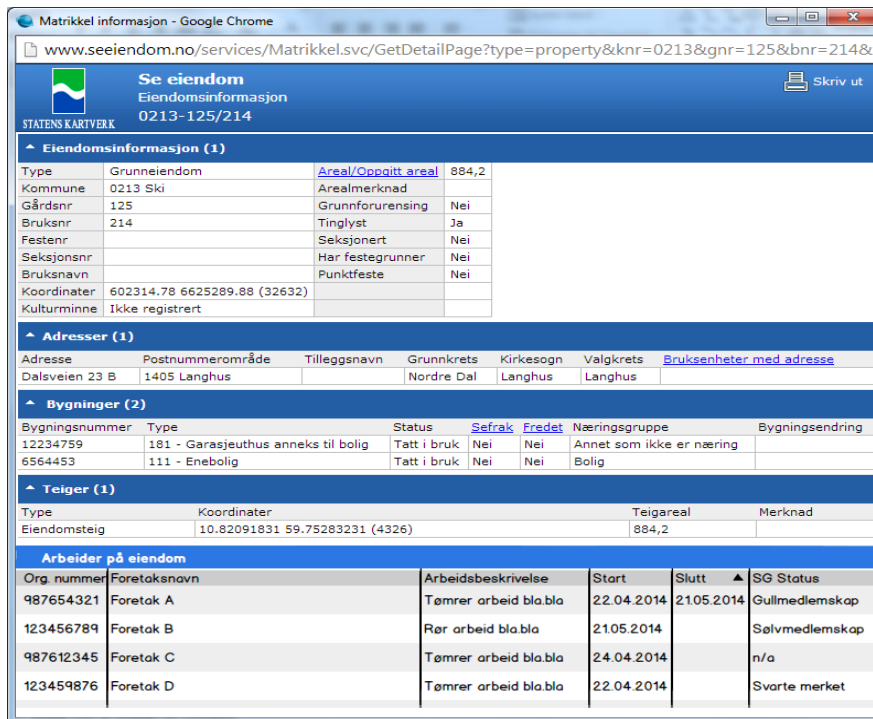 Matrikkel informasjon - Google Chrome
www.seeiendom.no/services/Matrikkel.svc/GetDetailPage?type=property&knr=0213&gnr=125&bnr=214&
Se eiendom
Eiendomsinformasjon
0213-125/214
STATENS KARTVERK
Skriv ut
Eiendomsinformasjon (1)
Type Grunneiendom Areal/Oppgitt areal 884,2
Kommune 0213 Ski Arealmerknad
Gårdsnr 125 Grunnforurensing Nei
Bruksnr 214 Tinglyst Ja
Festenr Seksjonert Nei
Seksjonsnr Har festegrunner Nei
Bruksnavn Punktfeste Nei
Koordinater 602314.78 6625289.88 (32632)
Kulturminne Ikke registrert
Adresser (1)
Adresse Postnummerområde Tilleggsnavn Grunnkrets Kirkesogn Valgkrets Bruksenheter med adresse
Dalsveien 23 B 1405 Langhus Nordre Dal Langhus Langhus
Bygninger (2)
Bygningsnummer Type Status Sefrak Fredet Næringsgruppe Bygningsendring
12234759 181 - Garasjeuthus anneks til bolig Tatt i bruk Nei Nei Annet som ikke er næring
6564453 111 - Enebolig Tatt i bruk Nei Nei Bolig
Teiger (1)
Type Koordinater Teigareal Merknad
Eiendomsteig 10.82091831 59.75283231 (4326) 884,2
Arbeider på eiendom
Org. nummer Foretaksnavn Arbeidsbeskrivelse Start Slutt ▲ SG Status
987654321 Foretak A Tømrer arbeid bla.bla 22.04.2014 21.05.2014 Gullmedlemskap
123456789 Foretak B Rør arbeid bla.bla 21.05.2014 Sølvmedlemskap
987612345 Foretak C Tømrer arbeid bla.bla 24.04.2014 n/a
123459876 Foretak D Tømrer arbeid bla.bla 22.04.2014 Svarte merket